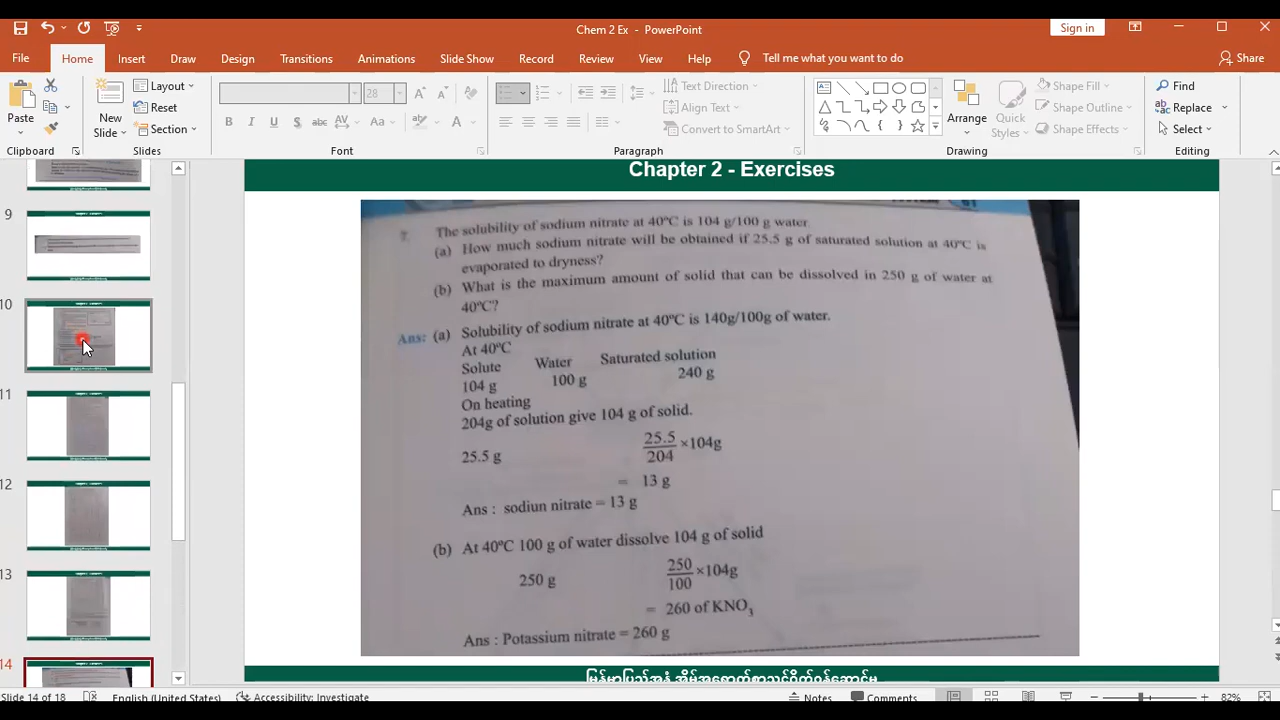 Chem 2 Ex - PowerPoint
Sign in
File
Home
Insert
Draw
Design
Transitions
Animations
Slide Show
Record
Review
View
Help
Tell me what you want to do
Share
Paste
New
Slide
Layout
Reset
Section
28
Text Direction
Align Text
Convert to SmartArt
Arrange
Quick
Styles
Shape Fill
Shape Outline
Shape Effects
Find
Replace
Select
Clipboard
Slides
Font
Paragraph
Drawing
Editing
9
10
11
12
13
14
Chapter 2 - Exercises
7. The solubility of sodium nitrate at 40°C is 104 g/100 g water
(a) How much sodium nitrate will be obtained if 25.5 g of saturated solution at 40°C is
evaporated to dryness?
(b) What is the maximum amount of solid that can be dissolved in 250 g of water at
40°C?
Ans: (a) Solubility of sodium nitrate at 40°C is 140g/100g of water.
At 40°C
Solute Water Saturated solution
104 g 100 g 240 g
On heating
204g of solution give 104 g of solid.
25.5 g 25.5/204 ×104g
= 13 g
Ans : sodiun nitrate = 13 g
(b) At 40°C 100 g of water dissolve 104 g of solid
250 g 250/100 ×104g
= 260 of KNO3
Ans : Potassium nitrate = 260 g
Slide 14 of 18
English (United States)
Accessibility: Investigate
Notes
Comments
82%